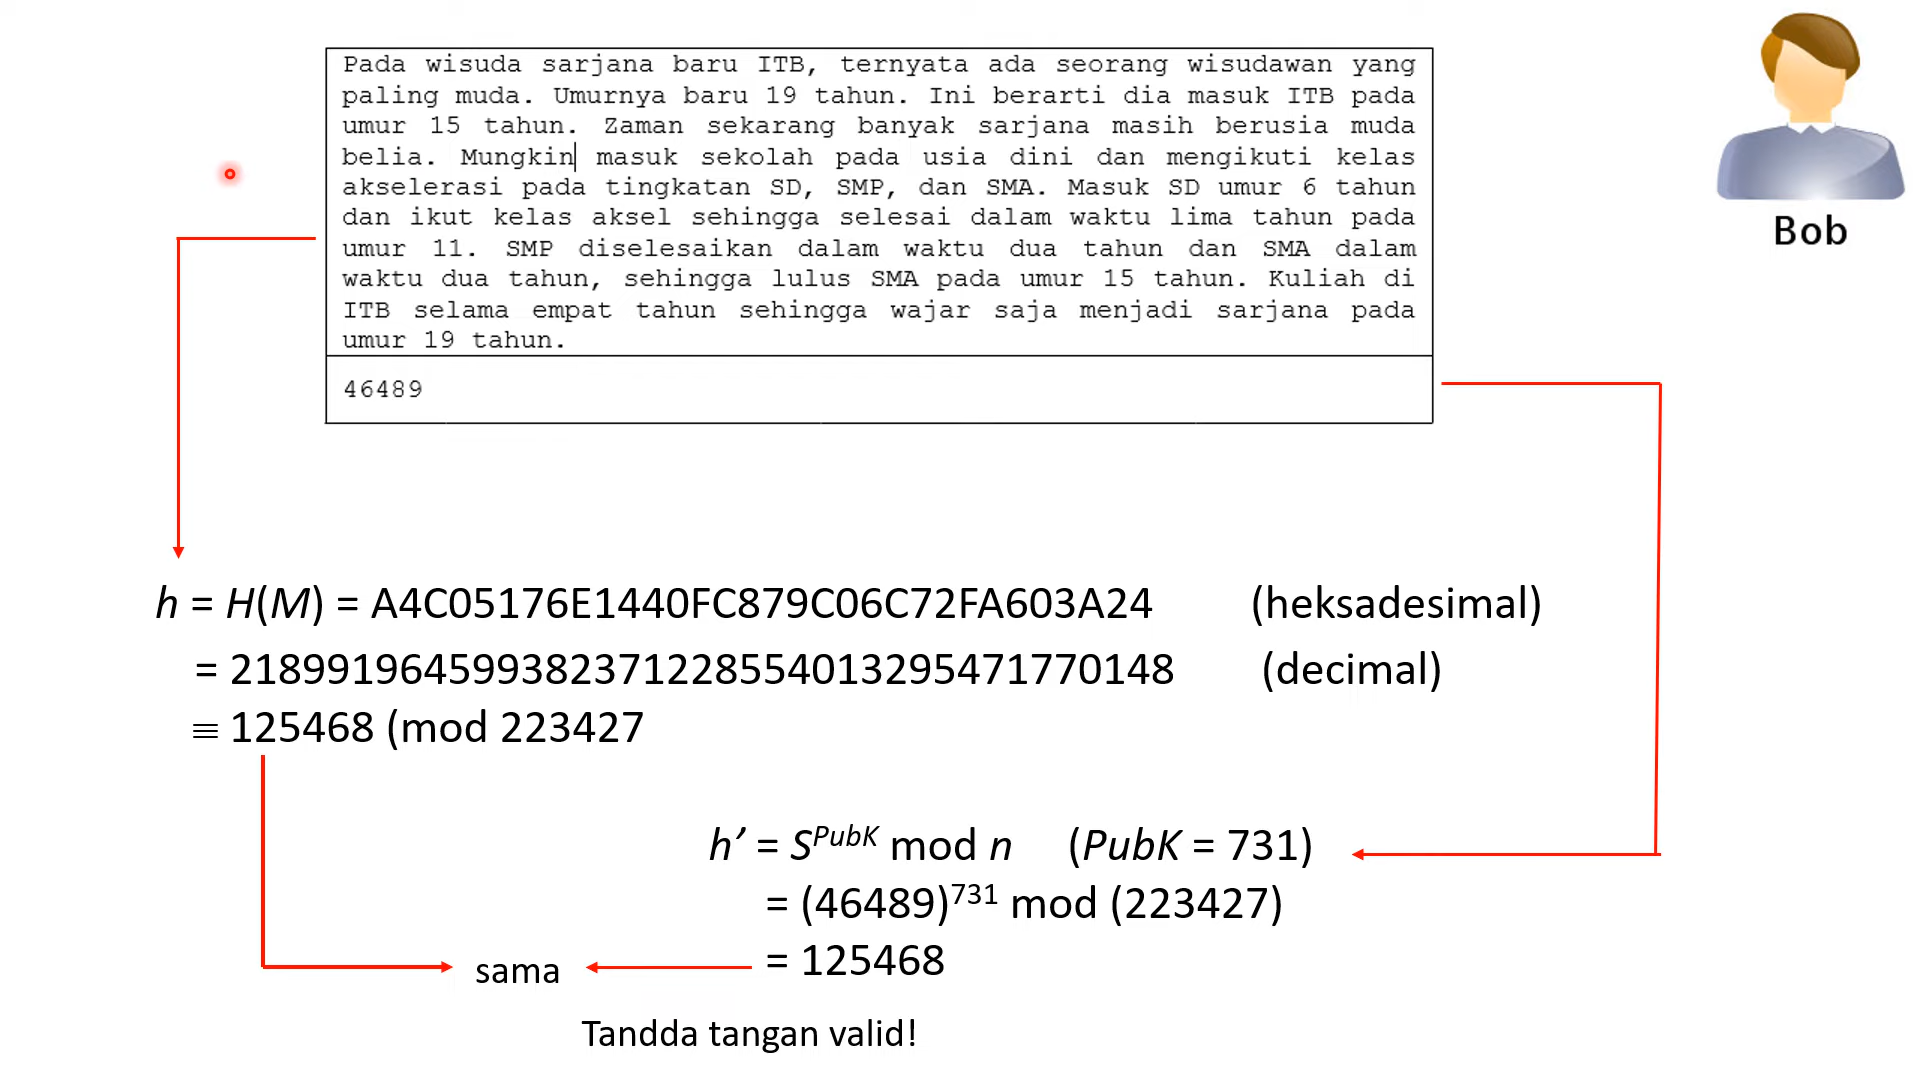 Pada wisuda sarjana baru ITB, ternyata ada seorang wisudawan yang
paling muda. Umurnya baru 19 tahun. Ini berarti dia masuk ITB pada
umur 15 tahun. Zaman sekarang banyak sarjana masih berusia muda
belia. Mungkin masuk sekolah pada usia dini dan mengikuti kelas
akselerasi pada tingkatan SD, SMP, dan SMA. Masuk SD umur 6 tahun
dan ikut kelas aksel sehingga selesai dalam waktu lima tahun pada
umur 11. SMP diselesaikan dalam waktu dua tahun dan SMA dalam
waktu dua tahun, sehingga lulus SMA pada umur 15 tahun. Kuliah di
ITB selama empat tahun sehingga wajar saja menjadi sarjana pada
umur 19 tahun.
46489
Bob
h = H(M) = A4C05176E1440FC879C06C72FA603A24 (heksadesimal)
= 218991964599382371228554013295471770148 (decimal)
≡ 125468 (mod 223427
h’ = S^PubK mod n (PubK = 731)
= (46489)^731 mod (223427)
= 125468
sama
Tandda tangan valid!